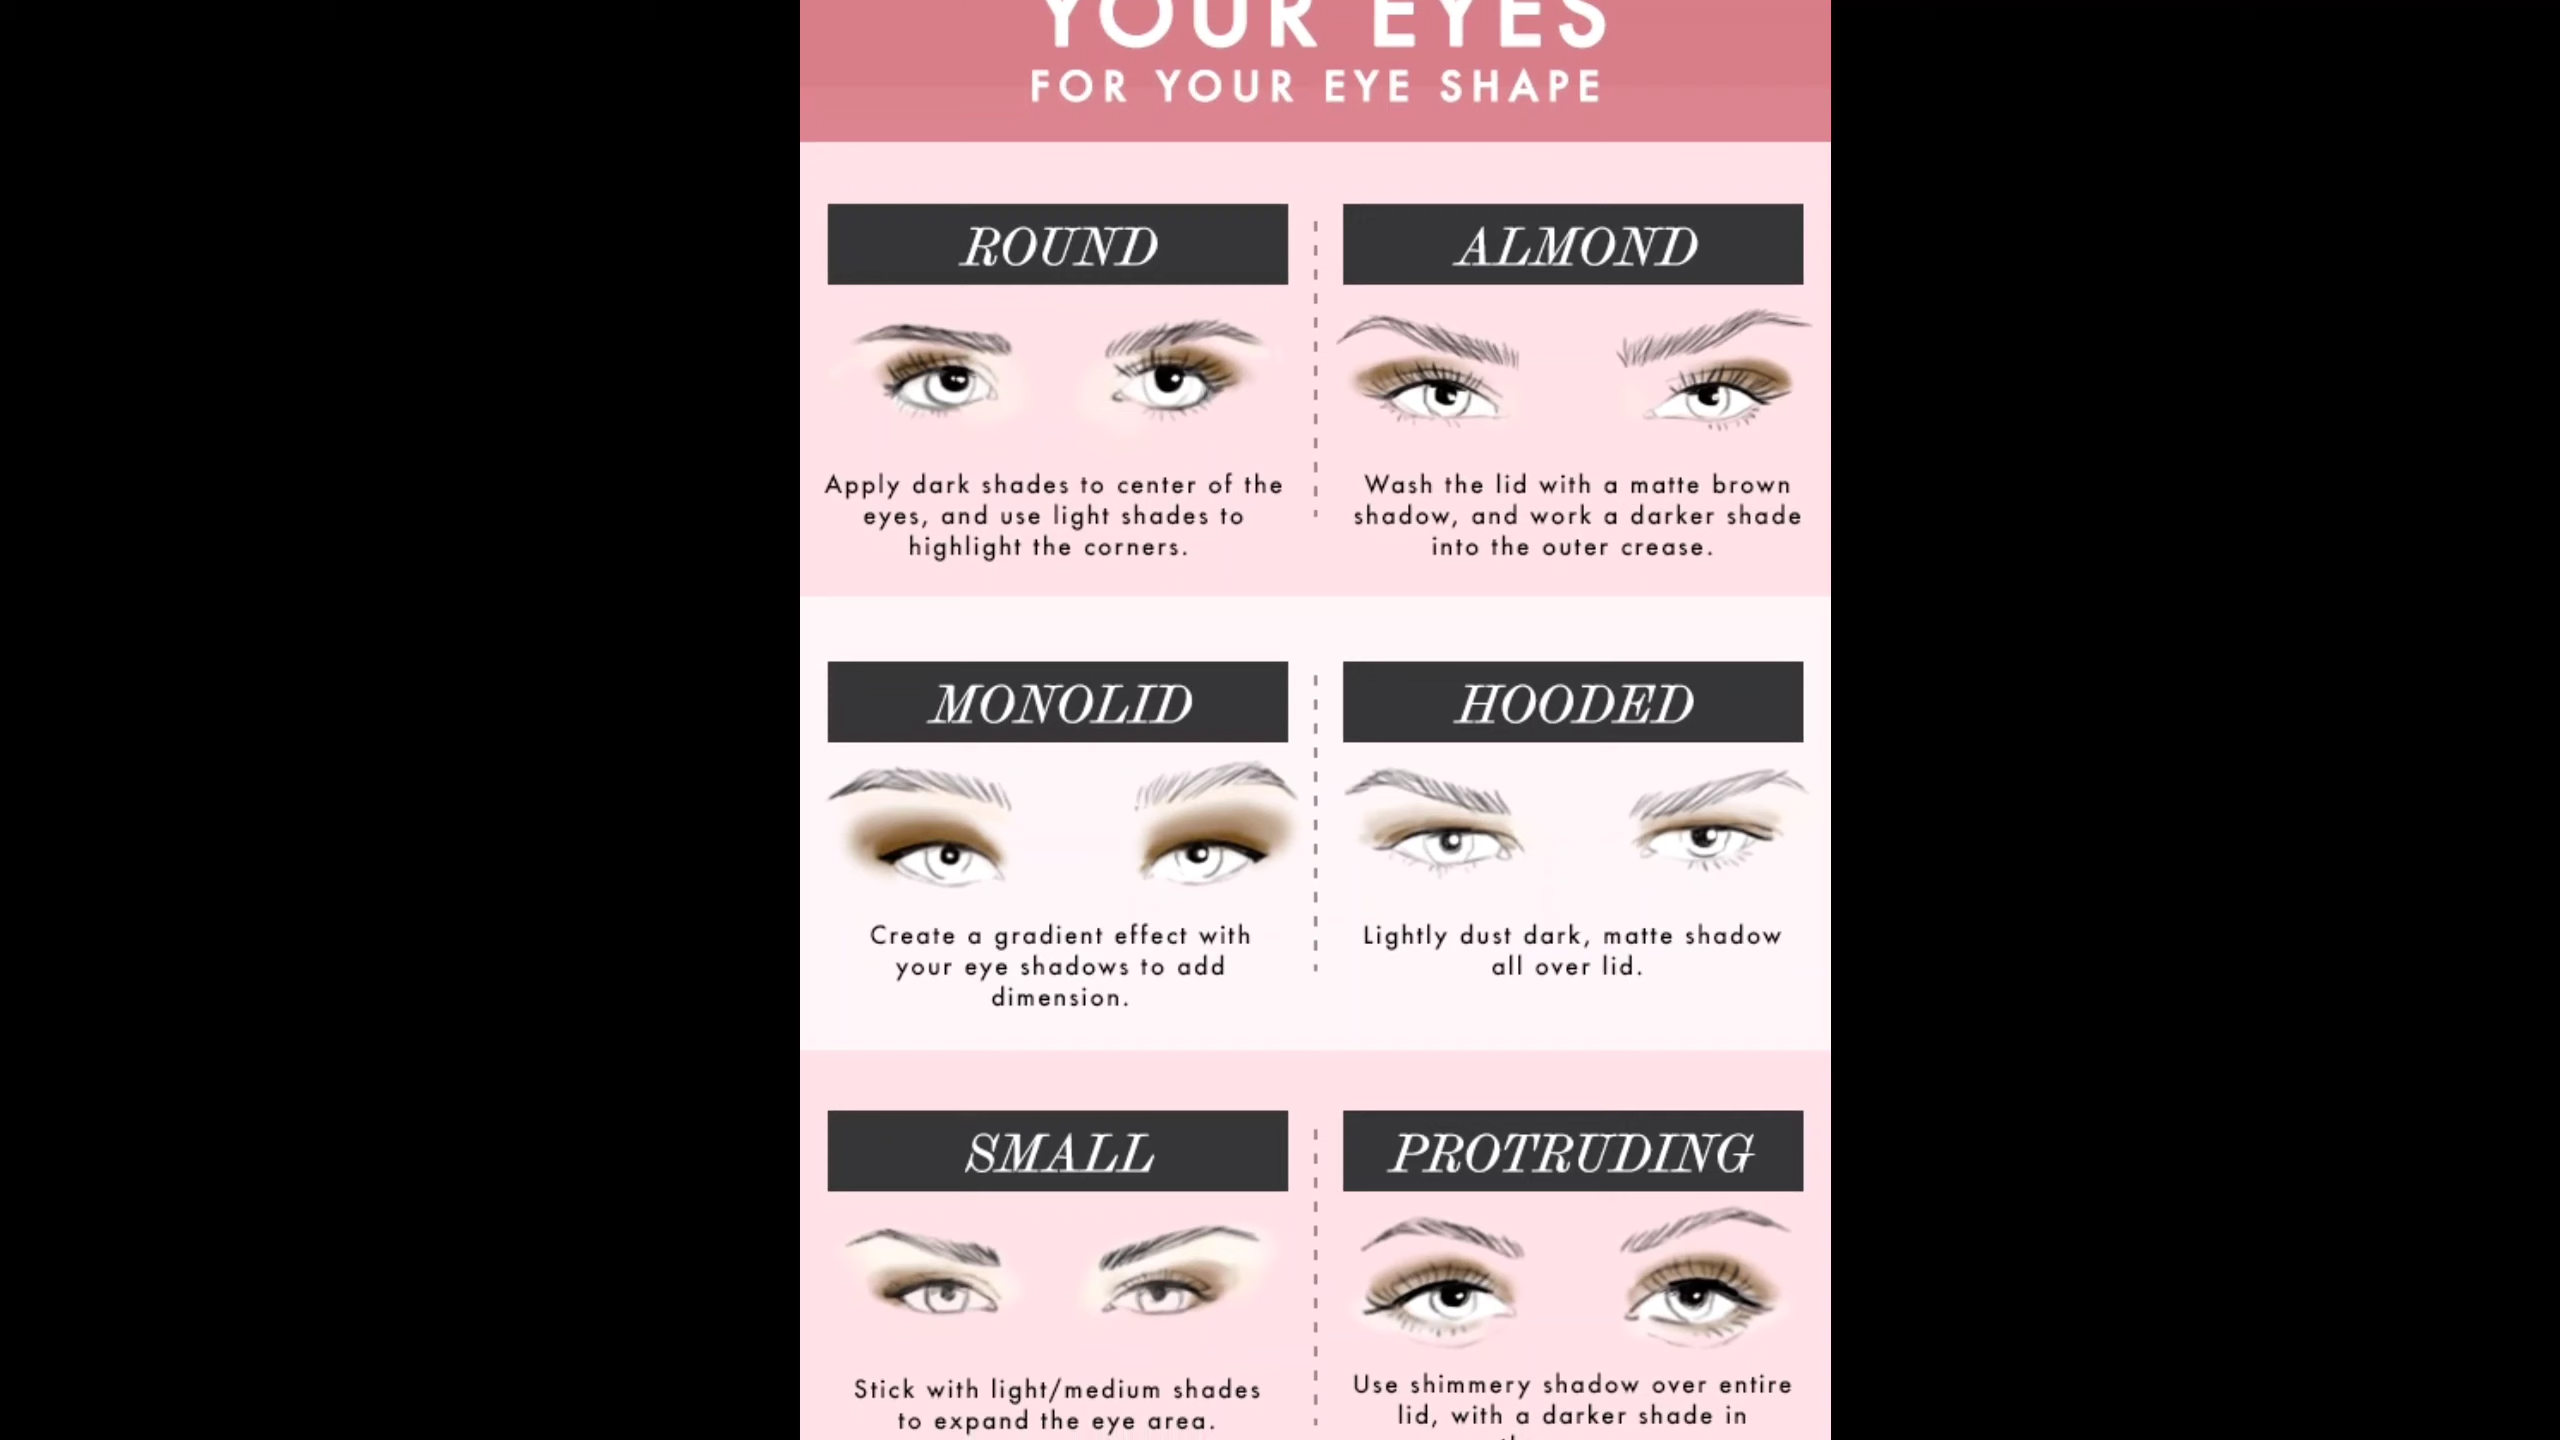 YOUR EYES
FOR YOUR EYE SHAPE
ROUND
Apply dark shades to center of the
eyes, and use light shades to
highlight the corners.
ALMOND
Wash the lid with a matte brown
shadow, and work a darker shade
into the outer crease.
MONOLID
Create a gradient effect with
your eye shadows to add
dimension.
HOODED
Lightly dust dark, matte shadow
all over lid.
SMALL
Stick with light/medium shades
to expand the eye area.
PROTRUDING
Use shimmery shadow over entire
lid, with a darker shade in